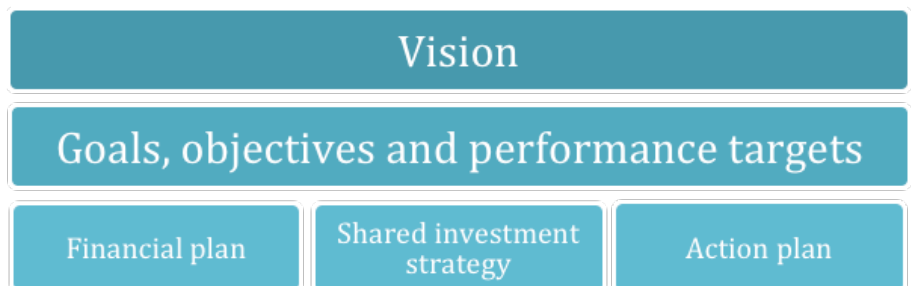 Vision
Goals, objectives and performance targets
Financial plan
Shared investment
strategy
Action plan